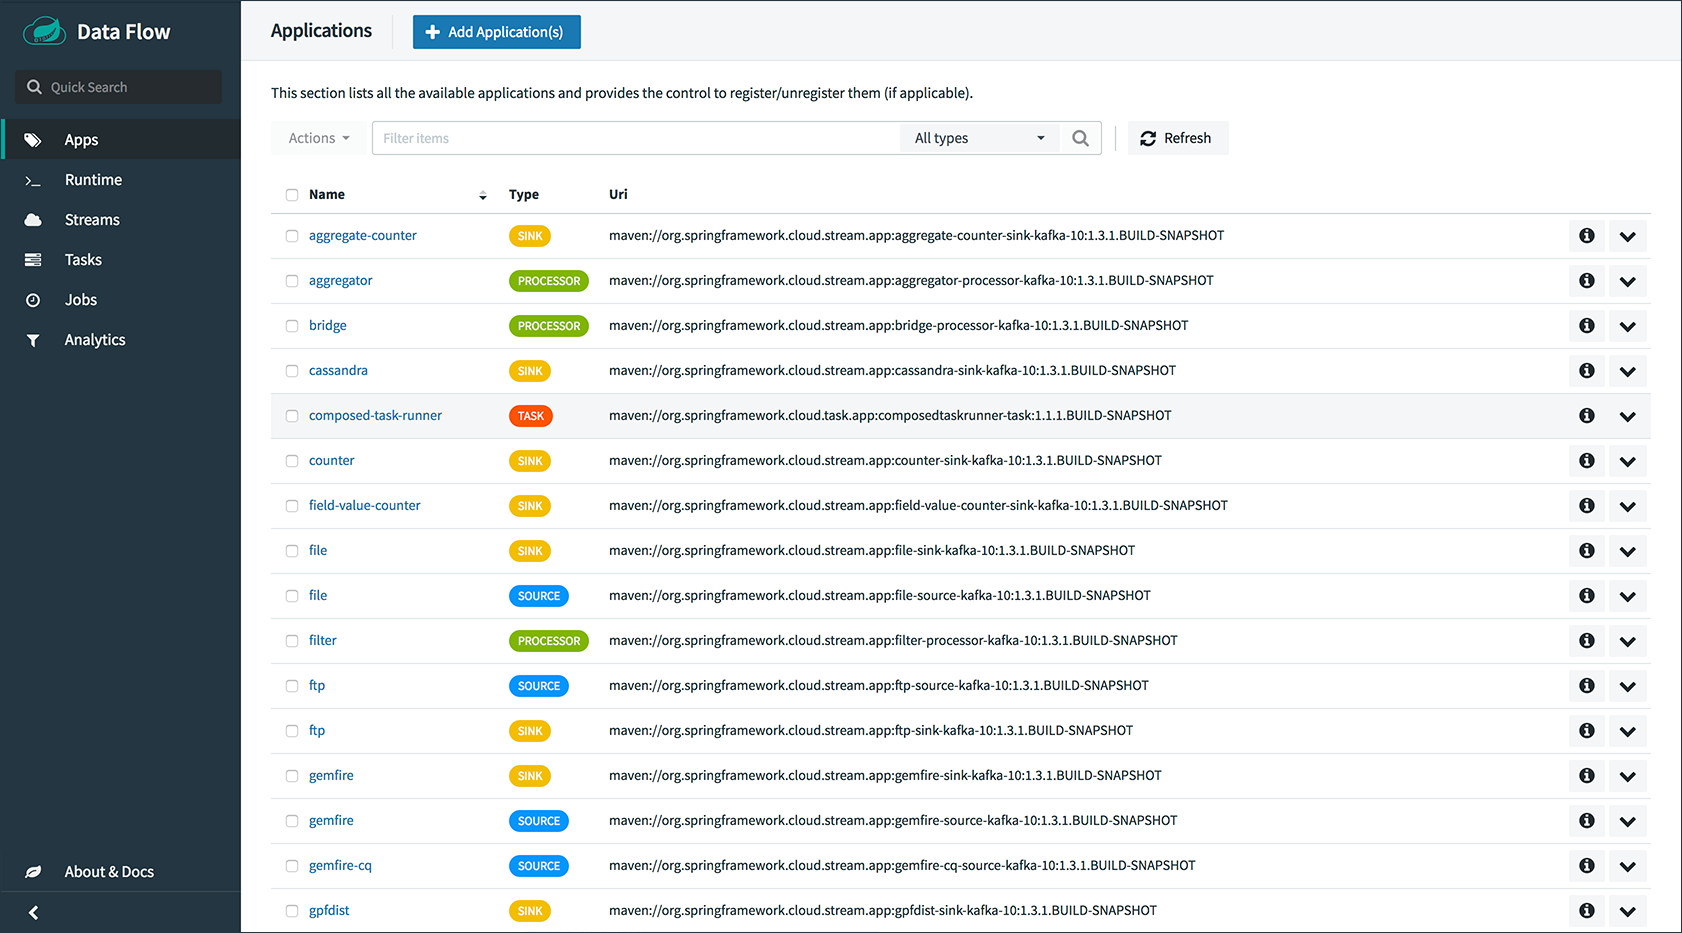 Data Flow
Quick Search
Apps
Runtime
Streams
Tasks
Jobs
Analytics
About & Docs
Applications
Add Application(s)
This section lists all the available applications and provides the control to register/unregister them (if applicable).
Actions Filter items All types Refresh
Name Type Uri
aggregate-counter SINK maven://org.springframework.cloud.stream.app:aggregate-counter-sink-kafka-10:1.3.1.BUILD-SNAPSHOT
aggregator PROCESSOR maven://org.springframework.cloud.stream.app:aggregator-processor-kafka-10:1.3.1.BUILD-SNAPSHOT
bridge PROCESSOR maven://org.springframework.cloud.stream.app:bridge-processor-kafka-10:1.3.1.BUILD-SNAPSHOT
cassandra SINK maven://org.springframework.cloud.stream.app:cassandra-sink-kafka-10:1.3.1.BUILD-SNAPSHOT
composed-task-runner TASK maven://org.springframework.cloud.task.app:composedtaskrunner-task:1.1.1.BUILD-SNAPSHOT
counter SINK maven://org.springframework.cloud.stream.app:counter-sink-kafka-10:1.3.1.BUILD-SNAPSHOT
field-value-counter SINK maven://org.springframework.cloud.stream.app:field-value-counter-sink-kafka-10:1.3.1.BUILD-SNAPSHOT
file SINK maven://org.springframework.cloud.stream.app:file-sink-kafka-10:1.3.1.BUILD-SNAPSHOT
file SOURCE maven://org.springframework.cloud.stream.app:file-source-kafka-10:1.3.1.BUILD-SNAPSHOT
filter PROCESSOR maven://org.springframework.cloud.stream.app:filter-processor-kafka-10:1.3.1.BUILD-SNAPSHOT
ftp SOURCE maven://org.springframework.cloud.stream.app:ftp-source-kafka-10:1.3.1.BUILD-SNAPSHOT
ftp SINK maven://org.springframework.cloud.stream.app:ftp-sink-kafka-10:1.3.1.BUILD-SNAPSHOT
gemfire SINK maven://org.springframework.cloud.stream.app:gemfire-sink-kafka-10:1.3.1.BUILD-SNAPSHOT
gemfire SOURCE maven://org.springframework.cloud.stream.app:gemfire-source-kafka-10:1.3.1.BUILD-SNAPSHOT
gemfire-cq SOURCE maven://org.springframework.cloud.stream.app:gemfire-cq-source-kafka-10:1.3.1.BUILD-SNAPSHOT
gpfdist SINK maven://org.springframework.cloud.stream.app:gpfdist-sink-kafka-10:1.3.1.BUILD-SNAPSHOT